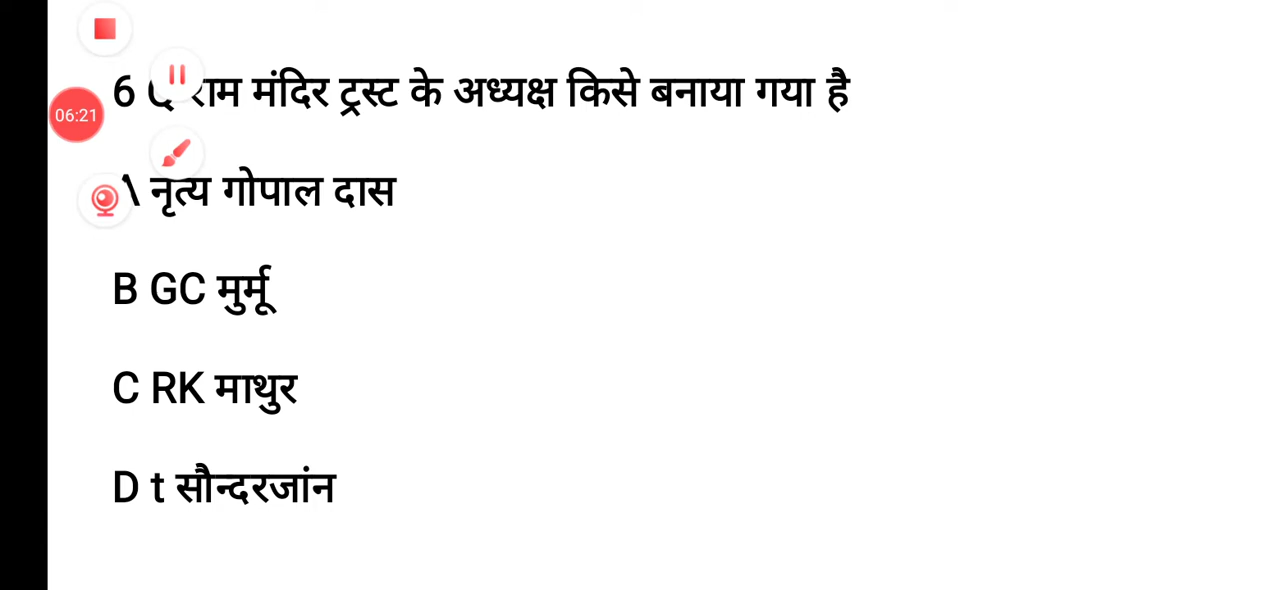 06:21
6 Q राम मंदिर ट्रस्ट के अध्यक्ष किसे बनाया गया है
A नृत्य गोपाल दास
B GC मुर्मू
C RK माथुर
D t सौन्दरजांन